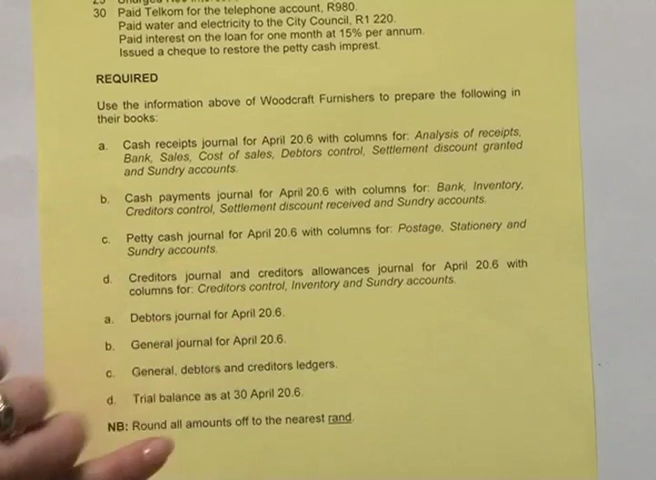 30 Paid Telkom for the telephone account, R980.
Paid water and electricity to the City Council, R1 220.
Paid interest on the loan for one month at 15% per annum.
Issued a cheque to restore the petty cash imprest.
REQUIRED
Use the information above of Woodcraft Furnishers to prepare the following in
their books:
a. Cash receipts journal for April 20.6 with columns for: Analysis of receipts,
Bank, Sales, Cost of sales, Debtors control, Settlement discount granted
and Sundry accounts.
b. Cash payments journal for April 20.6 with columns for: Bank, Inventory,
Creditors control, Settlement discount received and Sundry accounts.
c. Petty cash journal for April 20.6 with columns for: Postage, Stationery and
Sundry accounts.
d. Creditors journal and creditors allowances journal for April 20.6 with
columns for: Creditors control, Inventory and Sundry accounts.
a. Debtors journal for April 20.6.
b. General journal for April 20.6.
c. General, debtors and creditors ledgers.
d. Trial balance as at 30 April 20.6.
NB: Round all amounts off to the nearest rand.